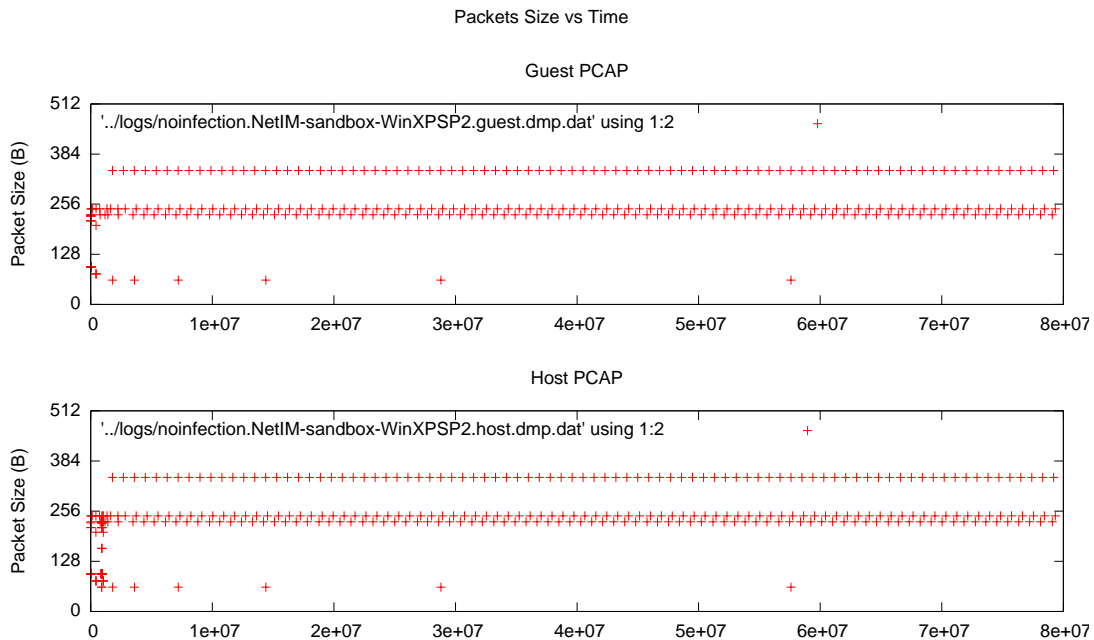 Packets Size vs Time
Guest PCAP
Packet Size (B)
512
384
256
128
0
'../logs/noinfection.NetIM-sandbox-WinXPSP2.guest.dmp.dat' using 1:2
0 1e+07 2e+07 3e+07 4e+07 5e+07 6e+07 7e+07 8e+07
Host PCAP
Packet Size (B)
512
384
256
128
0
'../logs/noinfection.NetIM-sandbox-WinXPSP2.host.dmp.dat' using 1:2
0 1e+07 2e+07 3e+07 4e+07 5e+07 6e+07 7e+07 8e+07